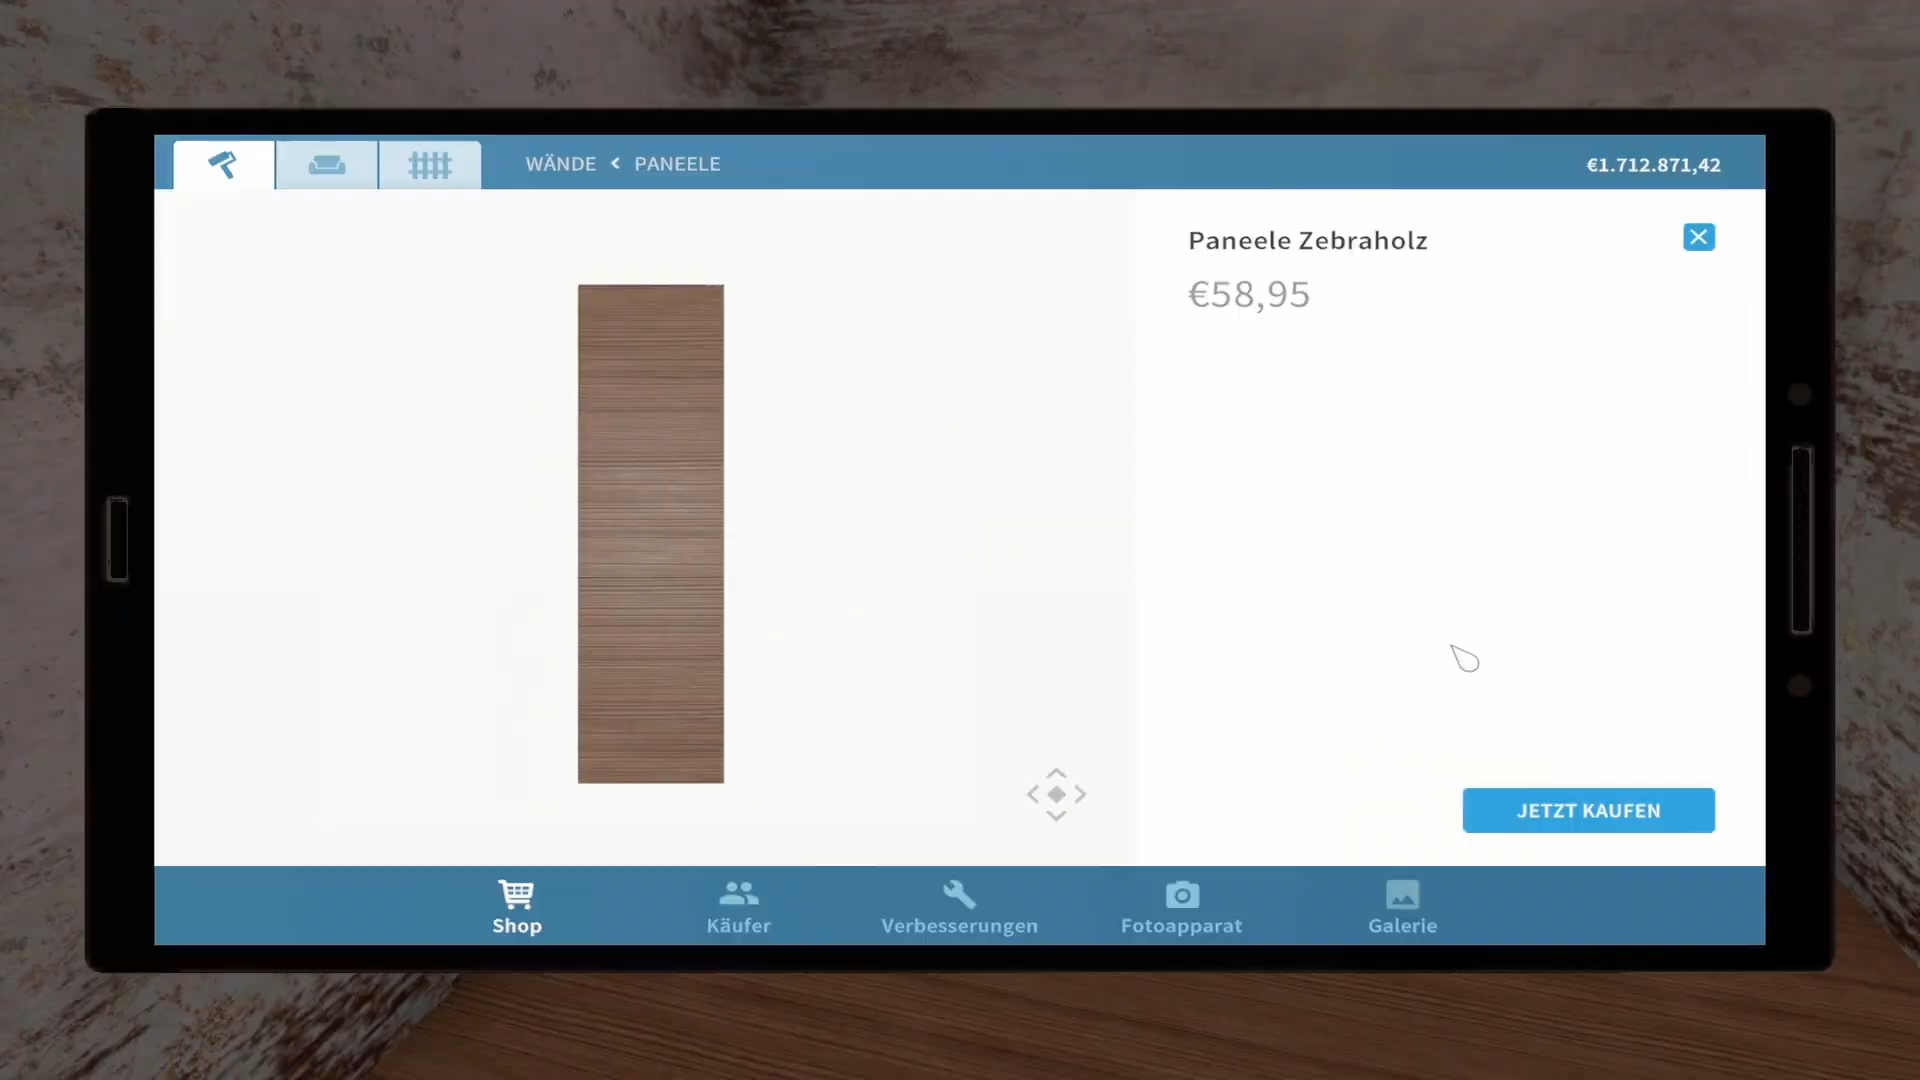 WÄNDE < PANEELE
€1.712.871,42
Paneele Zebraholz
€58,95
JETZT KAUFEN
Shop
Käufer
Verbesserungen
Fotoapparat
Galerie